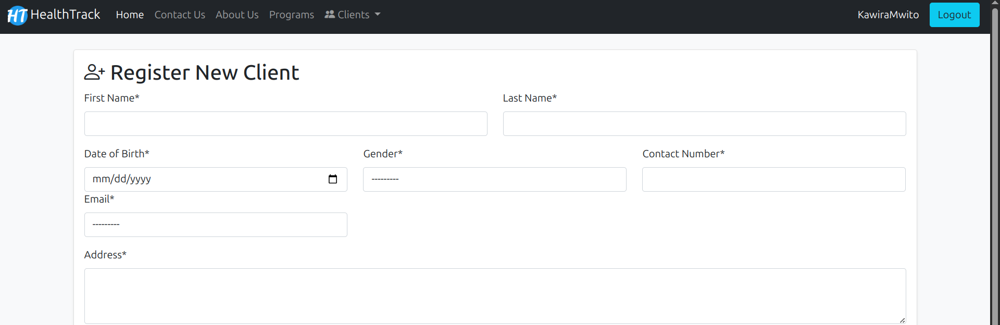 HT HealthTrack Home Contact Us About Us Programs Clients KawiraMwito Logout
Register New Client
First Name* Last Name*
Date of Birth* Gender* Contact Number*
mm/dd/yyyy ---------
Email*
---------
Address*